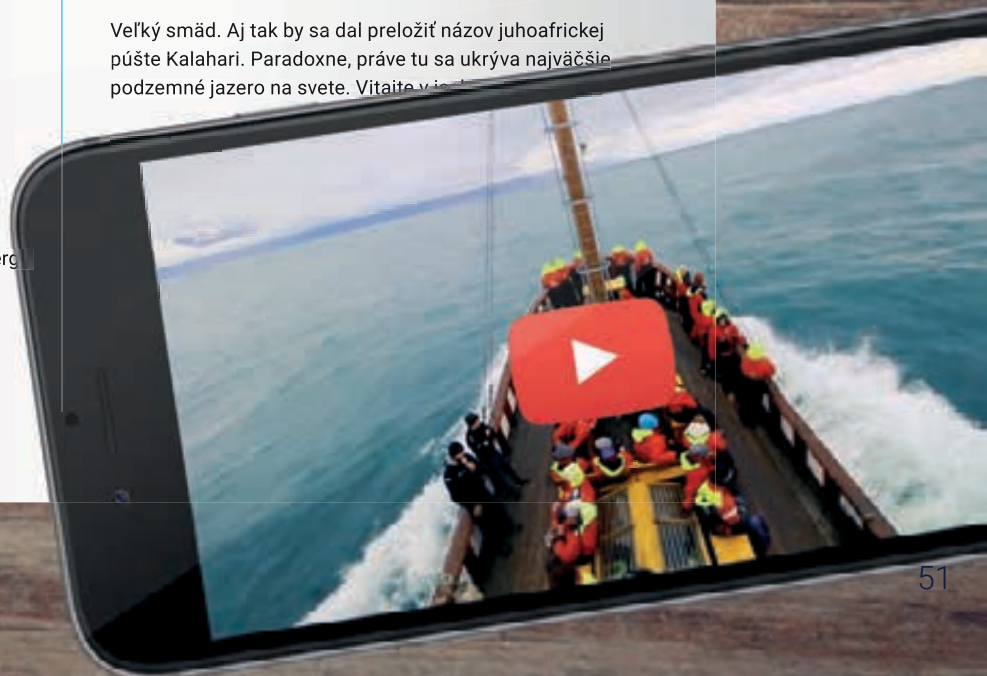 Veľký smäd. Aj tak by sa dal preložiť názov juhoafrickej
púšte Kalahari. Paradoxne, práve tu sa ukrýva najväčšie
podzemné jazero na svete. Vitajte v
51